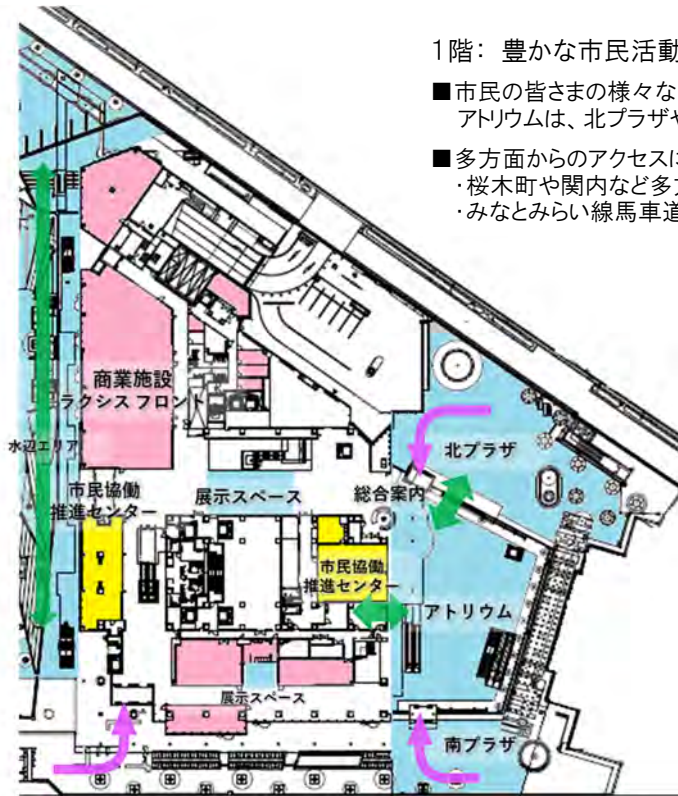 1階: 豊かな市民活動
■市民の皆さまの様々な
アトリウムは、北プラザや
■多方面からのアクセスに
・桜木町や関内など多方
・みなとみらい線馬車道
商業施設
ラクシス フロント
水辺エリア
北プラザ
市民協働
推進センター
展示スペース
総合案内
市民協働
推進センター
アトリウム
展示スペース
南プラザ